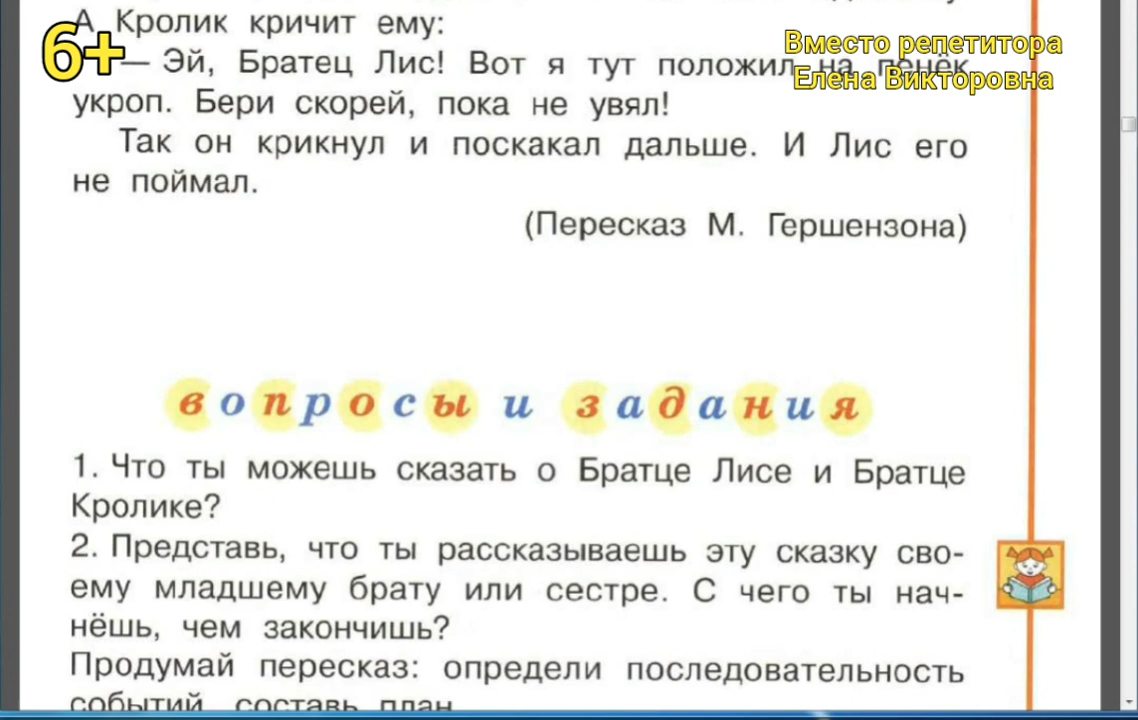 А Кролик кричит ему:
6+
Вместо репетитора
Елена Викторовна
— Эй, Братец Лис! Вот я тут положил на пенёк
укроп. Бери скорей, пока не увял!
Так он крикнул и поскакал дальше. И Лис его
не поймал.
(Пересказ М. Гершензона)
вопросы и задания
1. Что ты можешь сказать о Братце Лисе и Братце
Кролике?
2. Представь, что ты рассказываешь эту сказку сво-
ему младшему брату или сестре. С чего ты нач-
нёшь, чем закончишь?
Продумай пересказ: определи последовательность
событий составь план